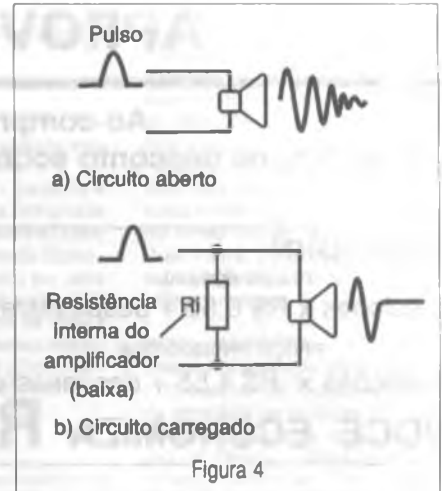 Pulso
a) Circuito aberto
Resistência
interna do
amplificador
(baixa)
Ri
b) Circuito carregado
Figura 4